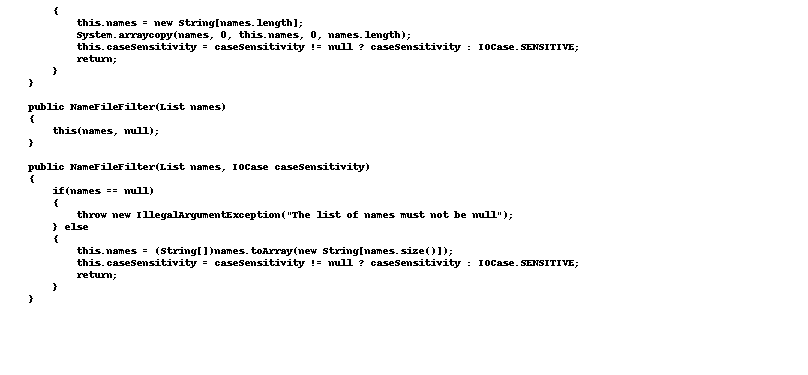 {
this.names = new String[names.length];
System.arraycopy(names, 0, this.names, 0, names.length);
this.caseSensitivity = caseSensitivity != null ? caseSensitivity : IOCase.SENSITIVE;
return;
}
}
public NameFileFilter(List names)
{
this(names, null);
}
public NameFileFilter(List names, IOCase caseSensitivity)
{
if(names == null)
{
throw new IllegalArgumentException("The list of names must not be null");
} else
{
this.names = (String[])names.toArray(new String[names.size()]);
this.caseSensitivity = caseSensitivity != null ? caseSensitivity : IOCase.SENSITIVE;
return;
}
}